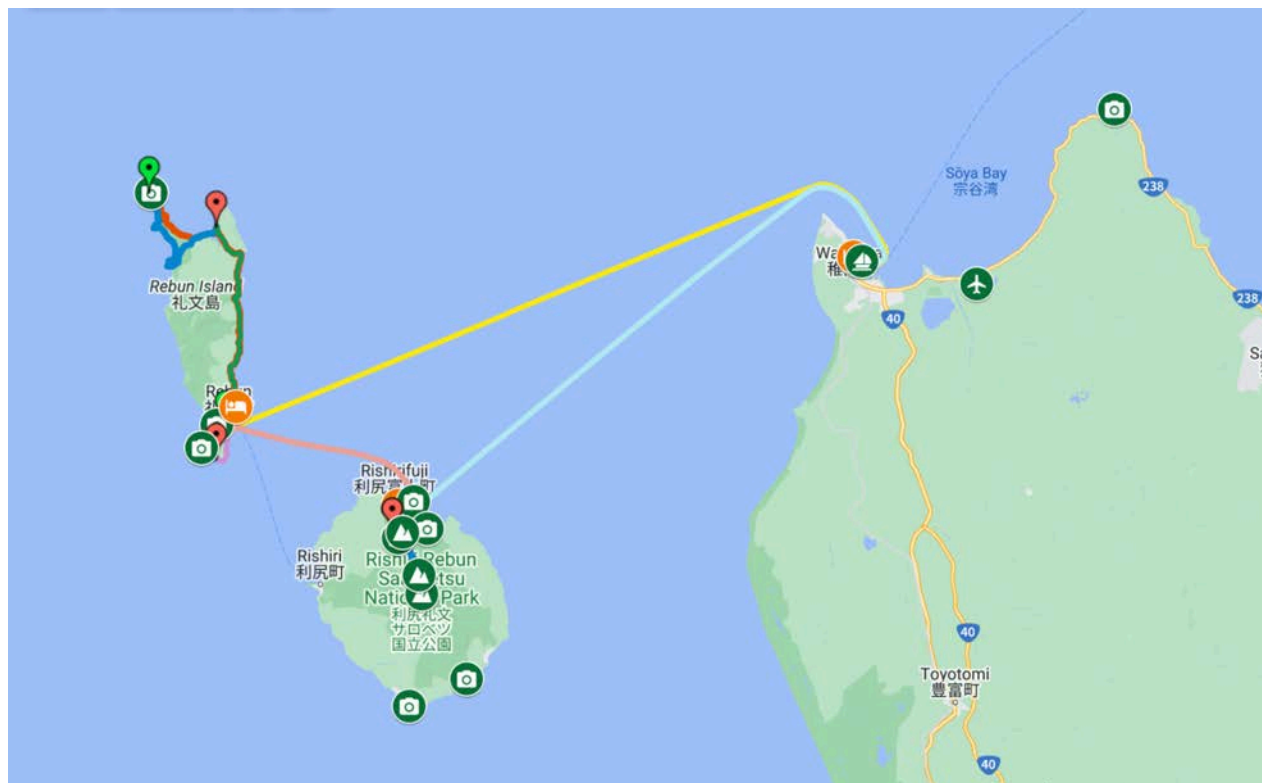 Sōya Bay
宗谷湾
238
Rebun Island
礼文島
238
40
Rishirifuji
Rishiri
利尻町
Rebun
Park
利尻礼文
サロベツ
国立公園
40
Toyotomi
豊富町
40